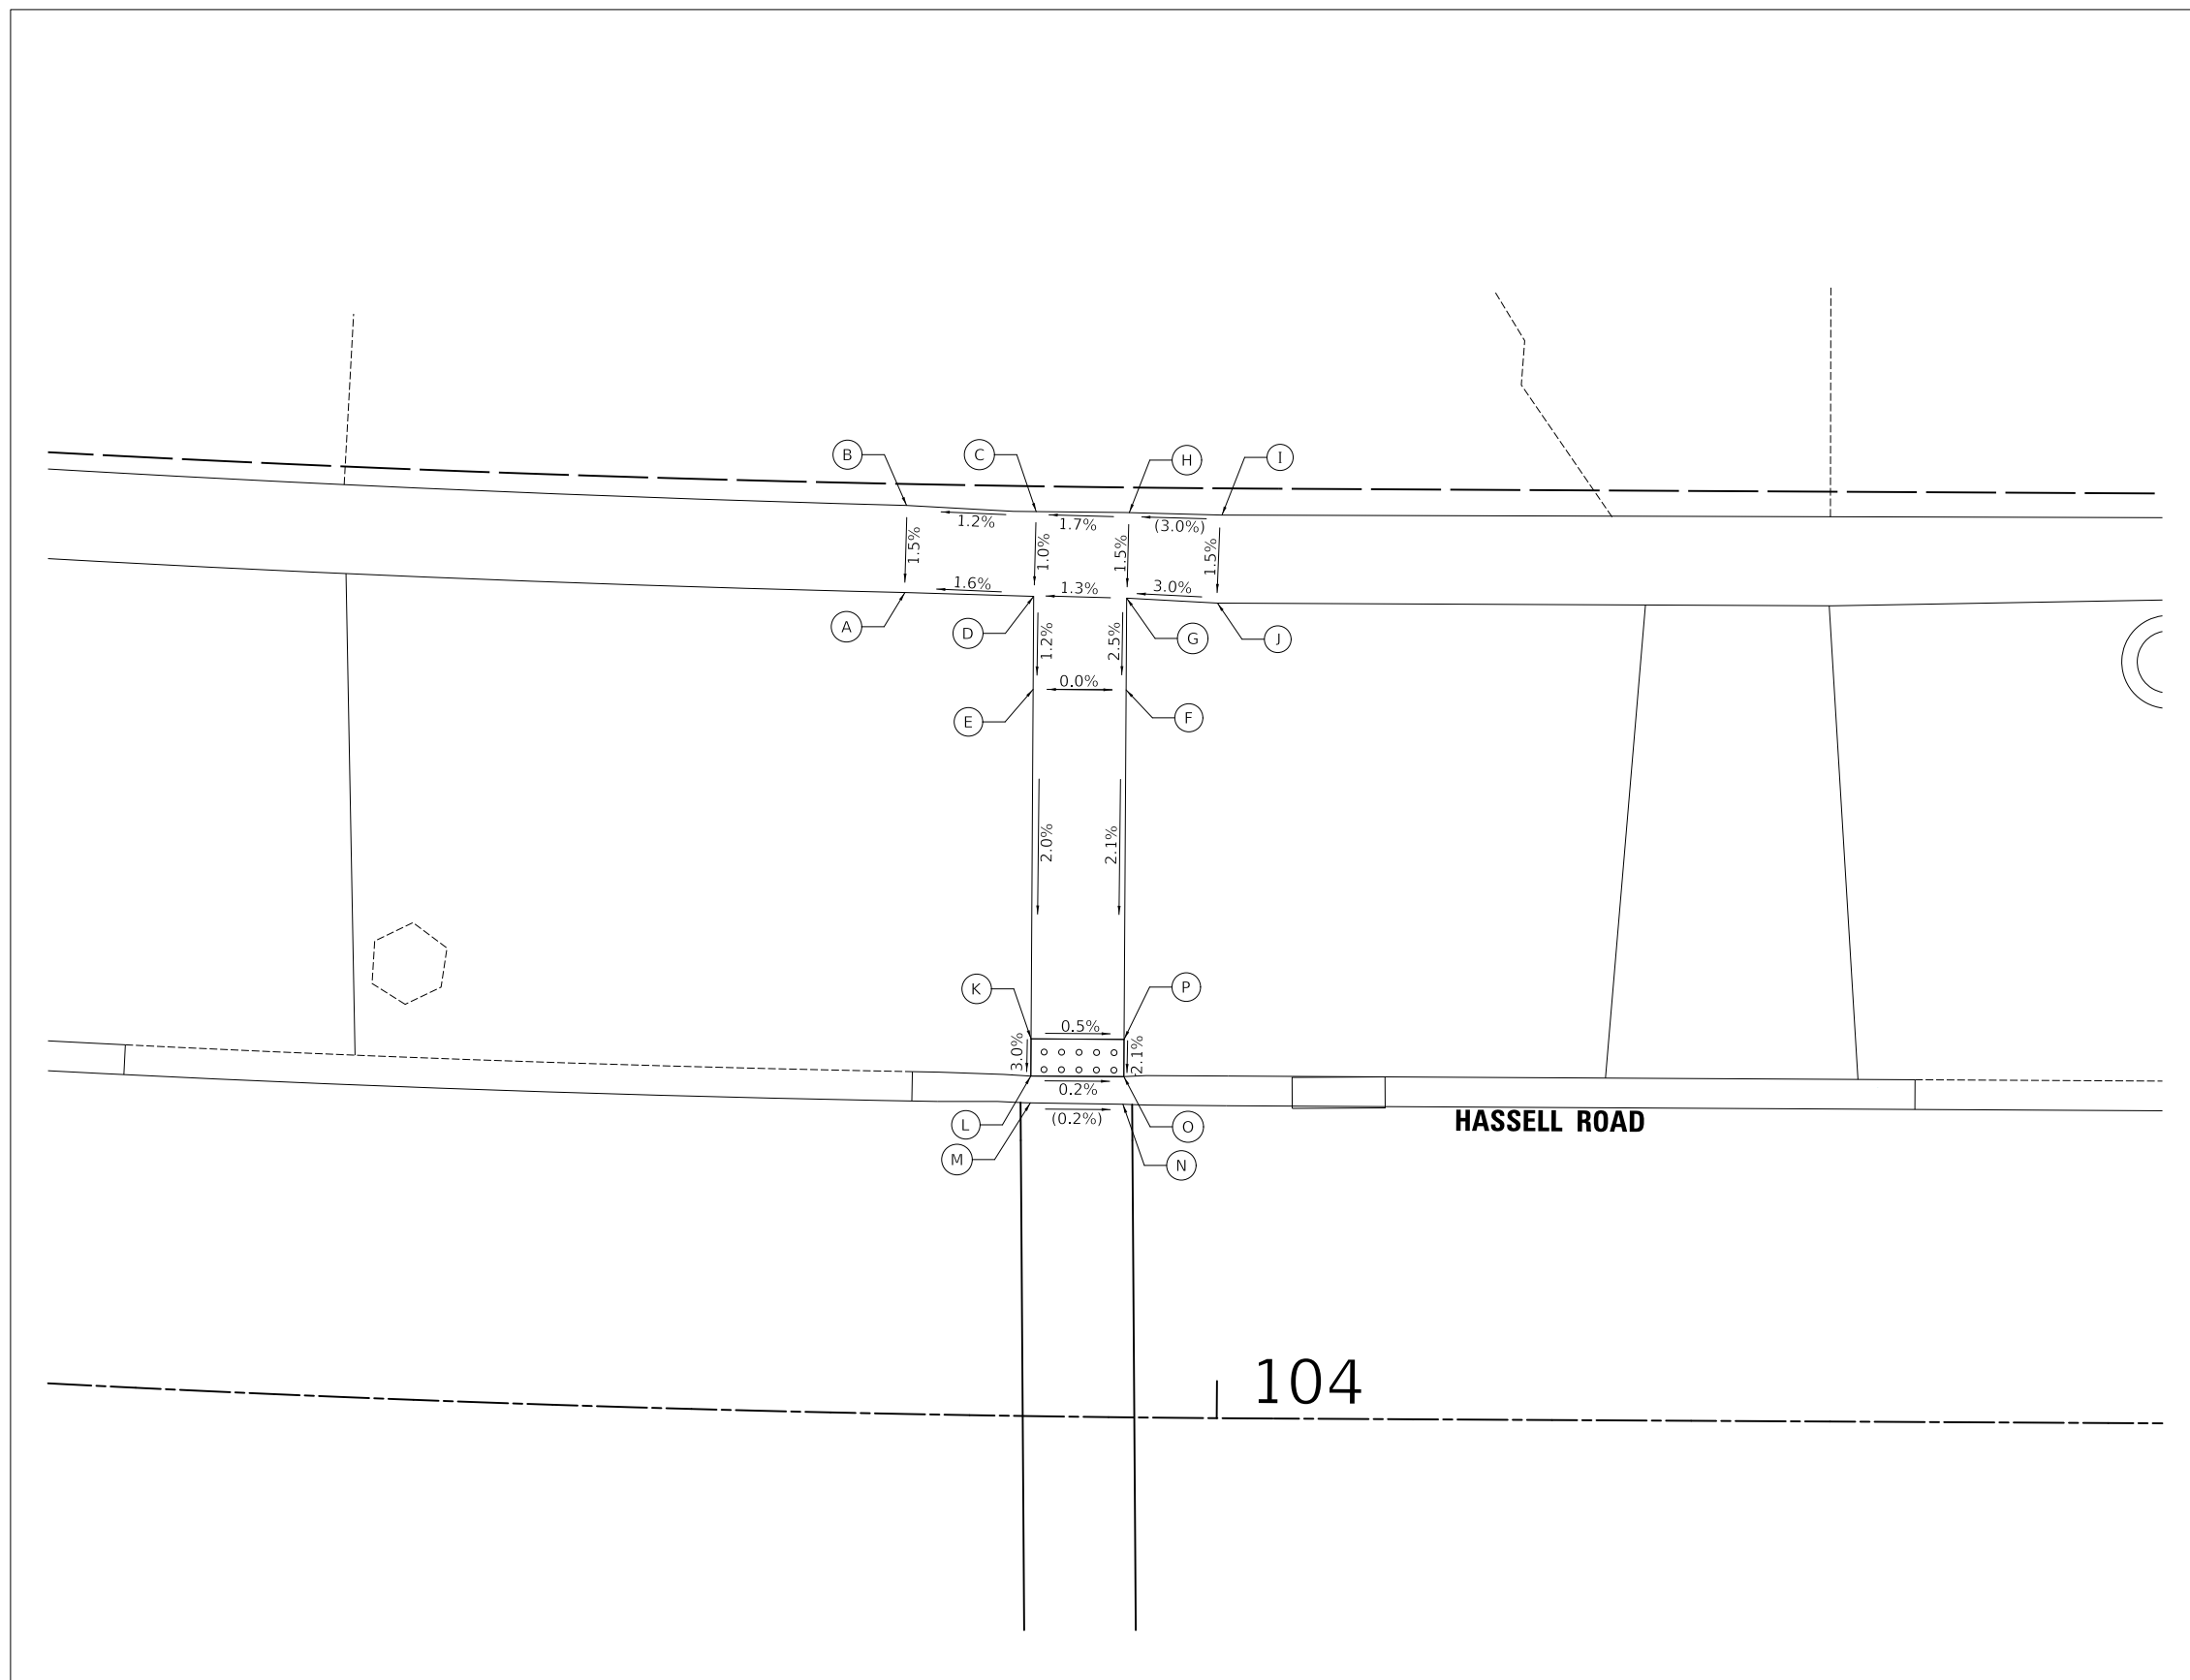 B
C
H
I
1.2%
1.7%
(3.0%)
1.5%
1.0%
1.5%
1.5%
1.6%
1.3%
3.0%
A
D
G
J
1.2%
2.5%
0.0%
E
F
2.0%
2.1%
K
P
0.5%
3.0%
2.1%
0.2%
(0.2%)
L
O
M
N
HASSELL ROAD
104